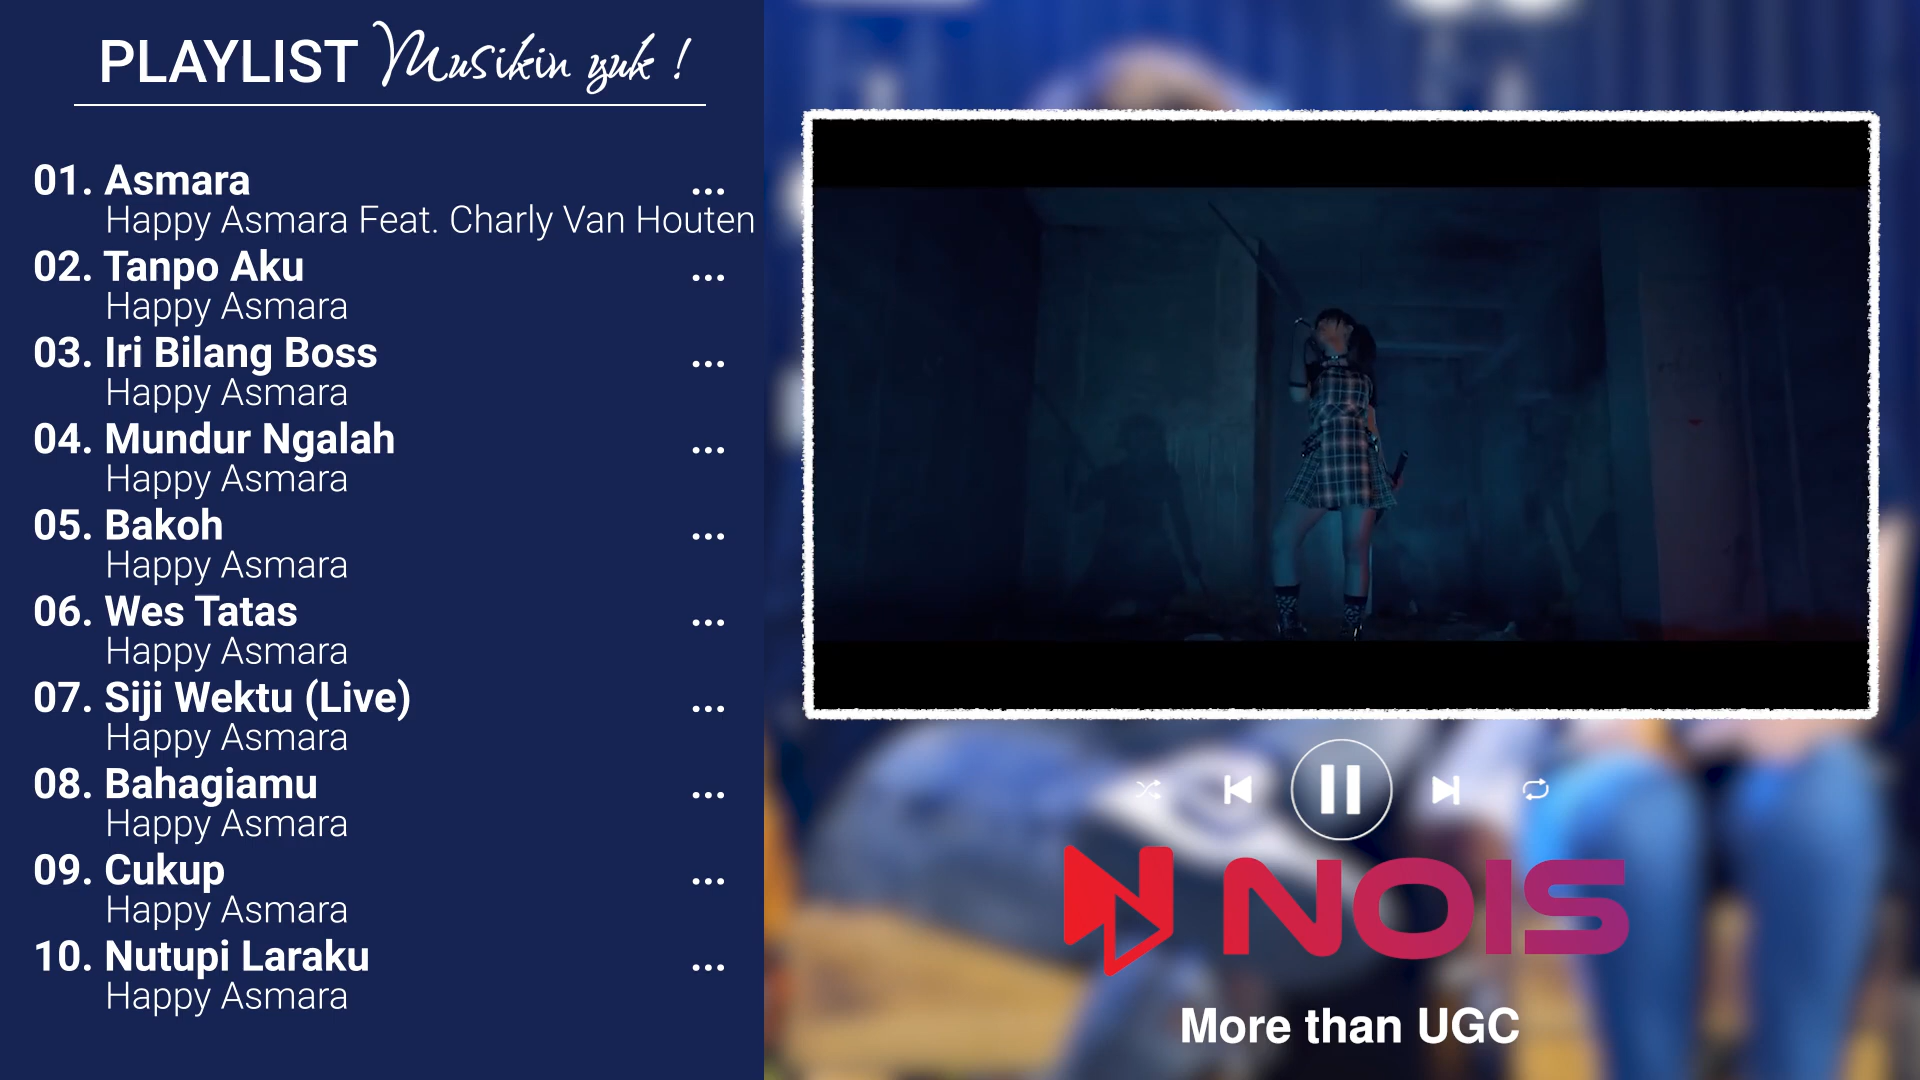 PLAYLIST Musikin yuk !
01. Asmara ...
Happy Asmara Feat. Charly Van Houten
02. Tanpo Aku ...
Happy Asmara
03. Iri Bilang Boss ...
Happy Asmara
04. Mundur Ngalah ...
Happy Asmara
05. Bakoh ...
Happy Asmara
06. Wes Tatas ...
Happy Asmara
07. Siji Wektu (Live) ...
Happy Asmara
08. Bahagiamu ...
Happy Asmara
09. Cukup ...
Happy Asmara
10. Nutupi Laraku ...
Happy Asmara
NOIS
More than UGC